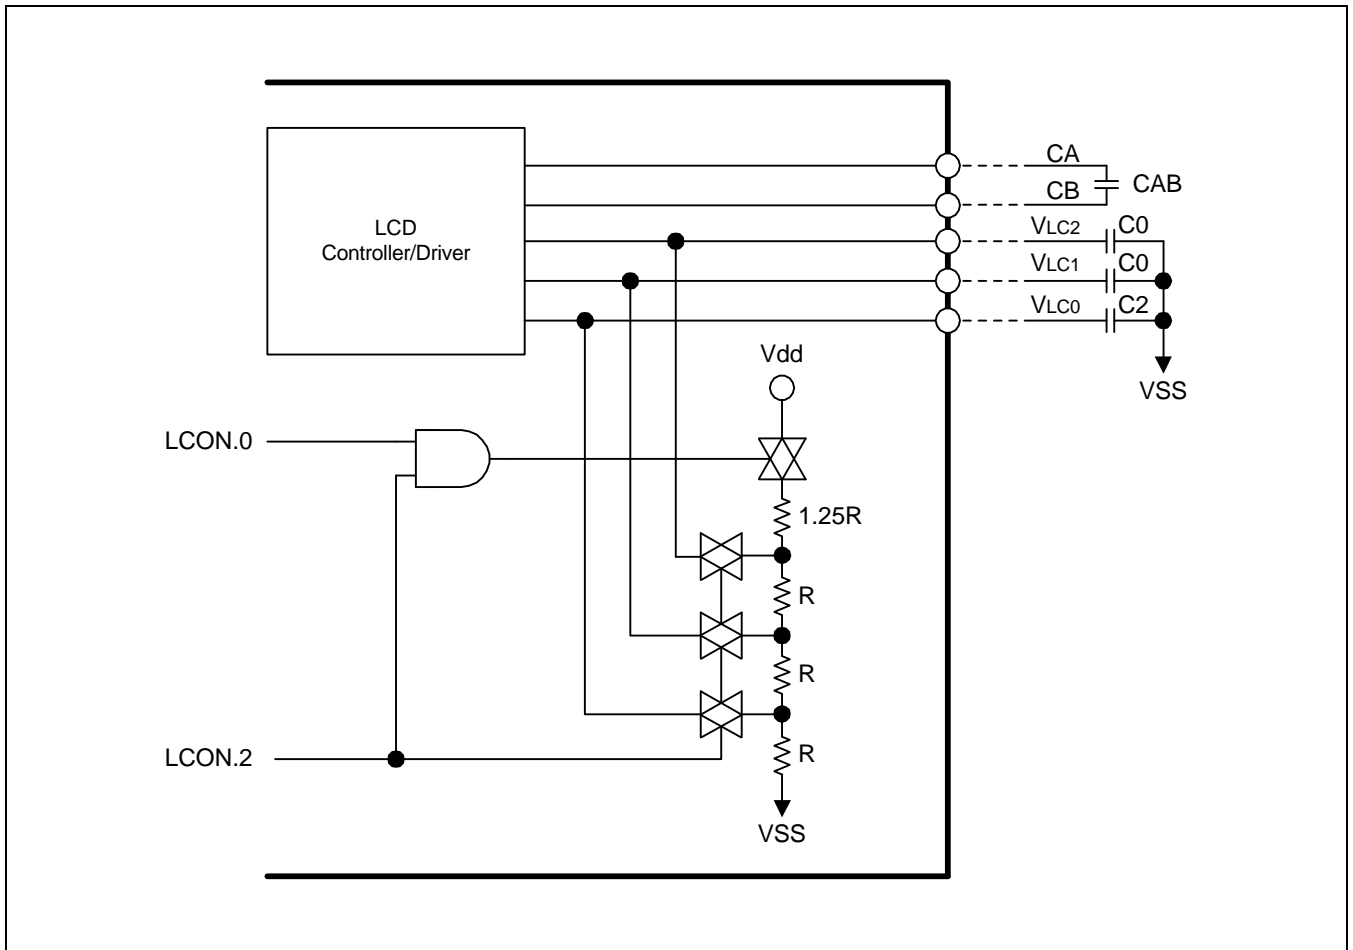 CA
CB
CAB
LCD
Controller/Driver
VLC2
C0
VLC1
C0
VLC0
C2
VSS
Vdd
LCON.0
1.25R
R
R
R
LCON.2
VSS